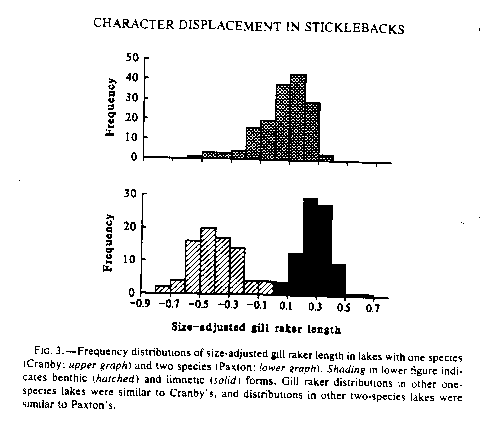 CHARACTER DISPLACEMENT IN STICKLEBACKS
50
40
30
20
10
0
Frequency
30
20
10
0
Frequency
-0.9 -0.7 -0.5 -0.3 -0.1 0.1 0.3 0.5 0.7
Size-adjusted gill raker length
FIG. 3.—Frequency distributions of size-adjusted gill raker length in lakes with one species
(Cranby: upper graph) and two species (Paxton: lower graph). Shading in lower figure indi-
cates benthic (hatched) and limnetic (solid) forms. Gill raker distributions in other one-
species lakes were similar to Cranby's, and distributions in other two-species lakes were
similar to Paxton's.